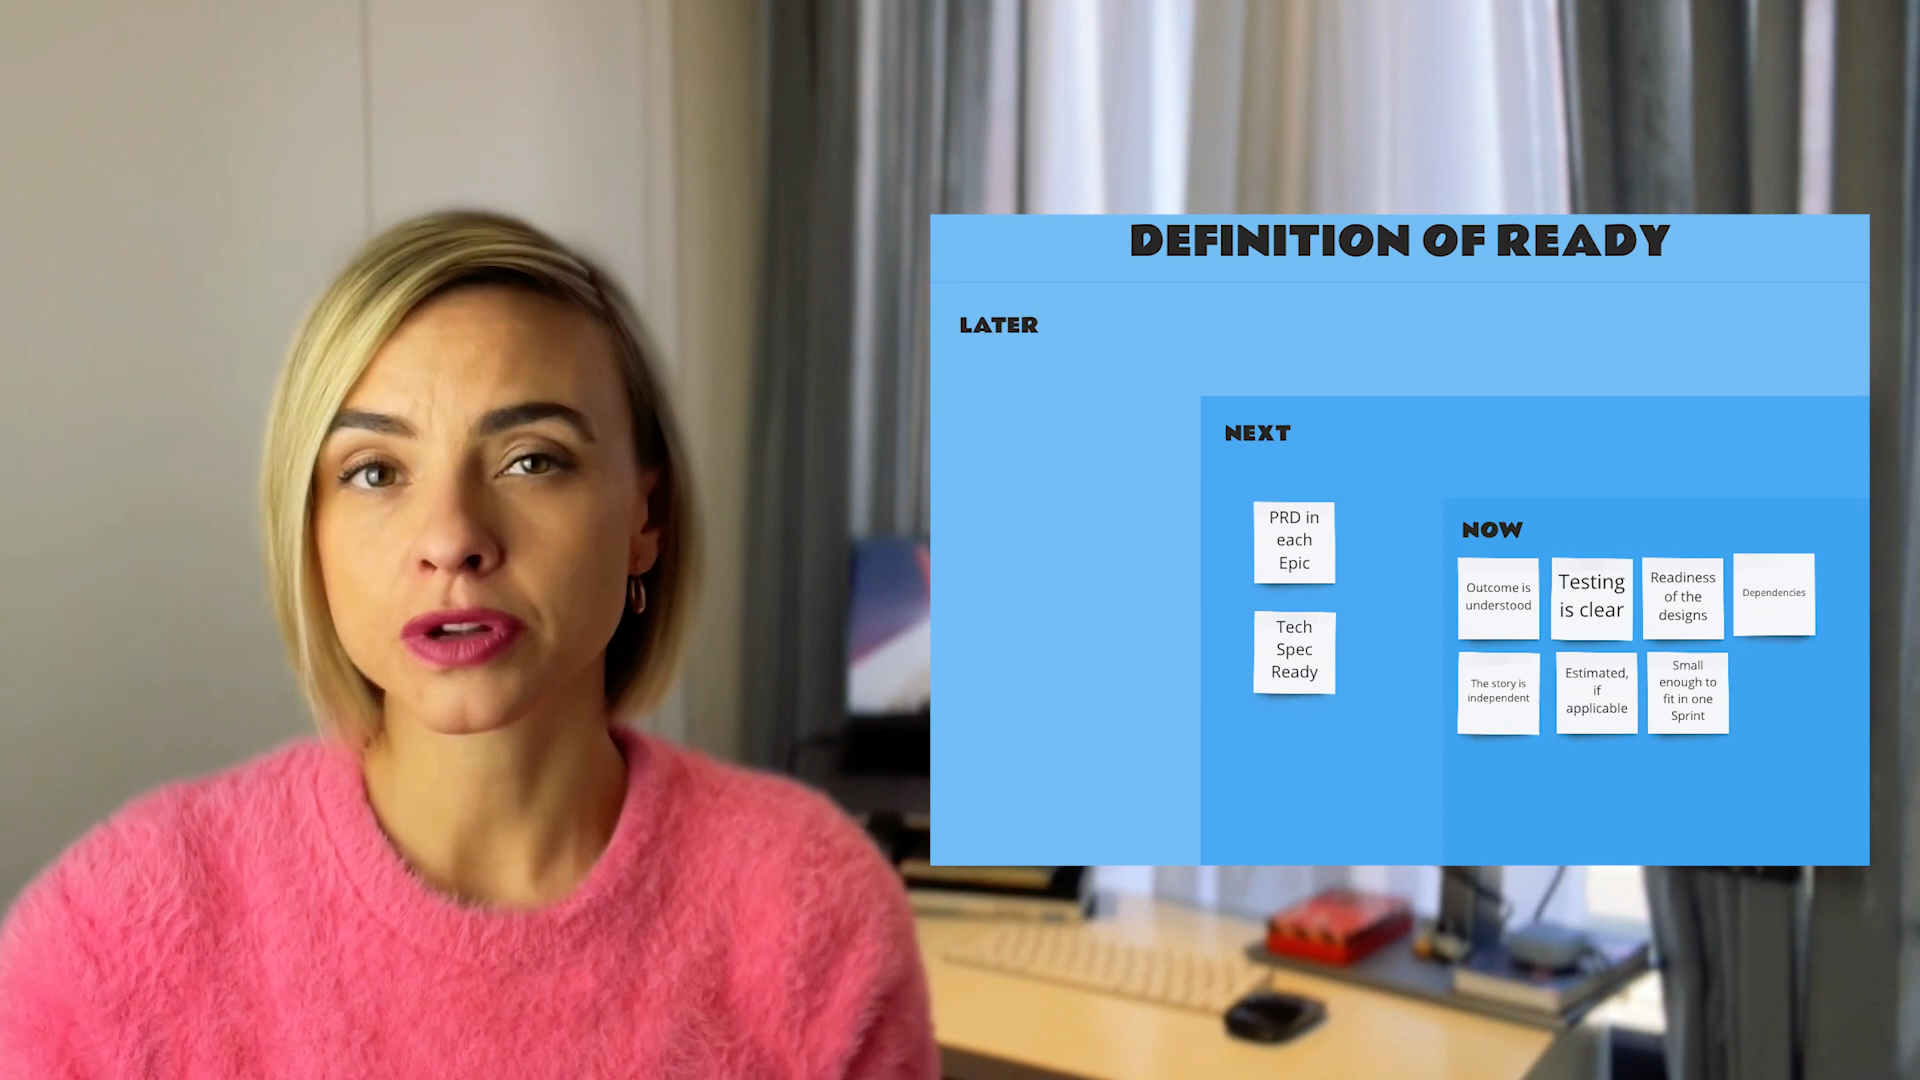 DEFINITION OF READY
LATER
NEXT
PRD in
each
Epic
Tech
Spec
Ready
NOW
Outcome is
understood
Testing
is clear
Readiness
of the
designs
Dependencies
The story is
independent
Estimated,
if
applicable
Small
enough to
fit in one
Sprint